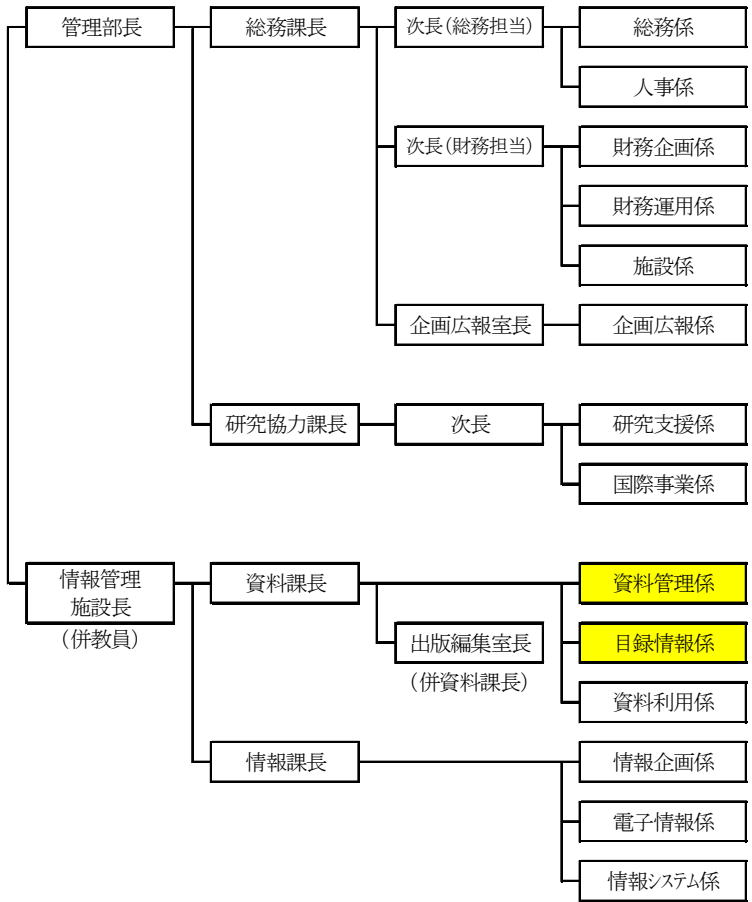 管理部長
総務課長
次長(総務担当)
総務係
人事係
次長(財務担当)
財務企画係
財務運用係
施設係
企画広報室長
企画広報係
研究協力課長
次長
研究支援係
国際事業係
情報管理
施設長
(併教員)
資料課長
資料管理係
出版編集室長
(併資料課長)
目録情報係
資料利用係
情報課長
情報企画係
電子情報係
情報システム係